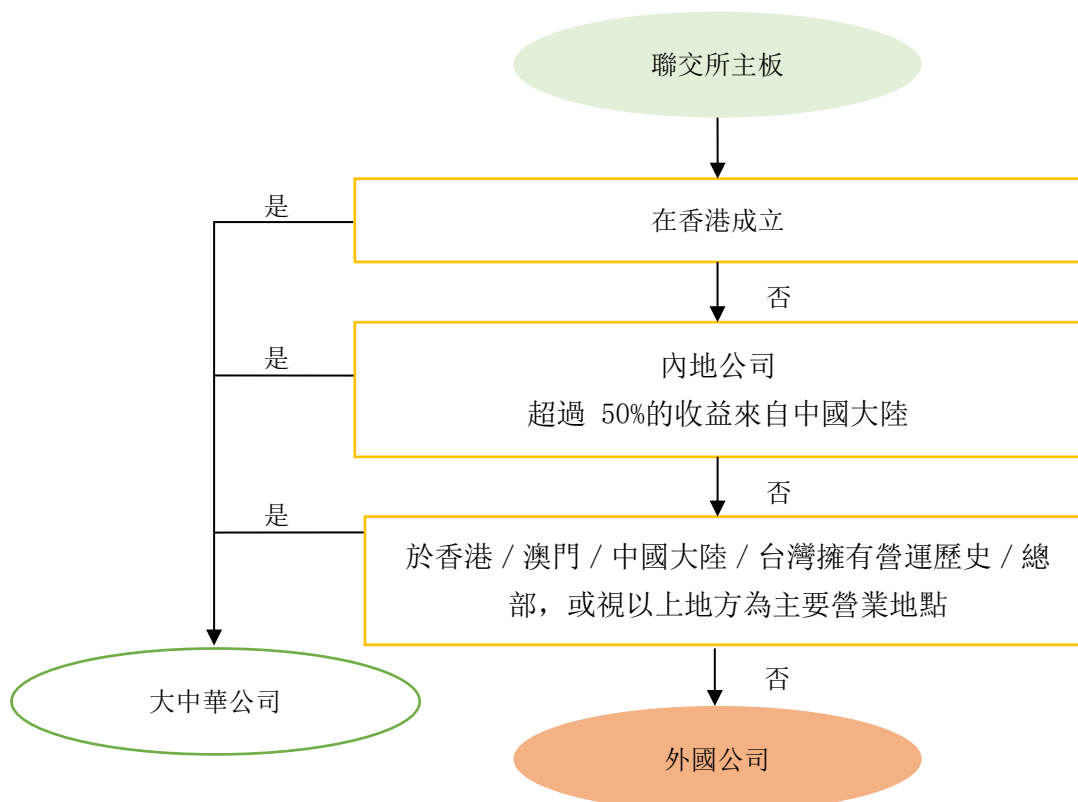 聯交所主板
是
在香港成立
否
是
內地公司
超過 50%的收益來自中國大陸
否
是
於香港／澳門／中國大陸／台灣擁有營運歷史／總
部，或視以上地方為主要營業地點
大中華公司
否
外國公司